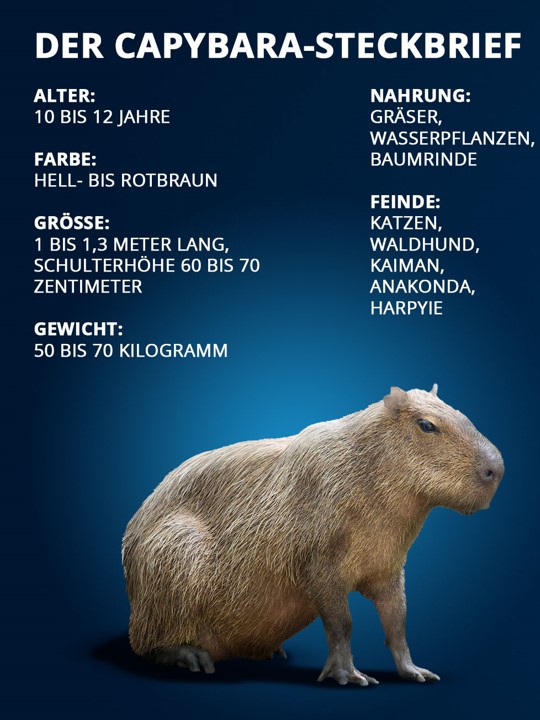 DER CAPYBARA-STECKBRIEF
ALTER:
10 BIS 12 JAHRE
FARBE:
HELL- BIS ROTBRAUN
GRÖSSE:
1 BIS 1,3 METER LANG,
SCHULTERHÖHE 60 BIS 70
ZENTIMETER
GEWICHT:
50 BIS 70 KILOGRAMM
NAHRUNG:
GRÄSER,
WASSERPFLANZEN,
BAUMRINDE
FEINDE:
KATZEN,
WALDHUND,
KAIMAN,
ANAKONDA,
HARPYIE